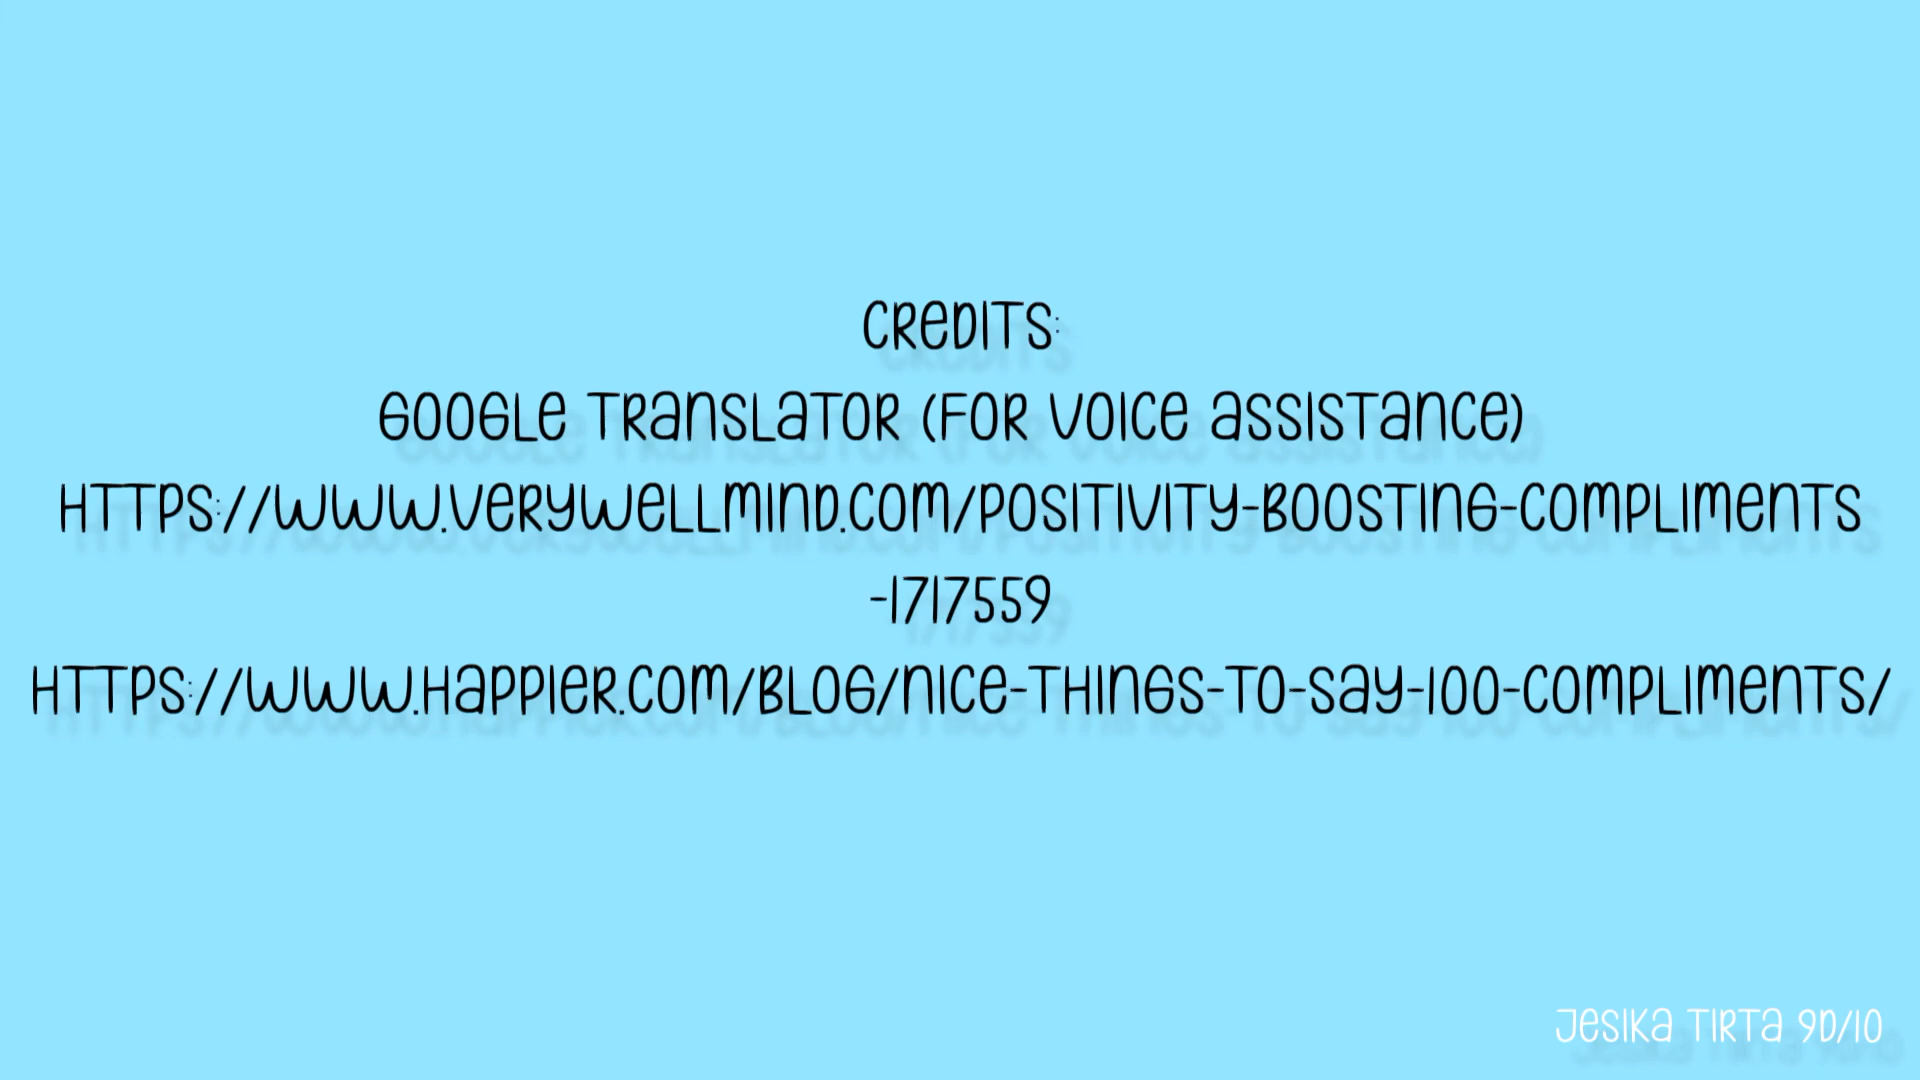 CREDITS:
GOOGLE TRANSLATOR (FOR VOICE ASSISTANCE)
HTTPS://WWW.VERYWELLMIND.COM/POSITIVITY-BOOSTING-COMPLIMENTS
-1717559
HTTPS://WWW.HAPPIER.COM/BLOG/NICE-THINGS-TO-SAY-100-COMPLIMENTS/
JESIKA TIRTA 9D/10